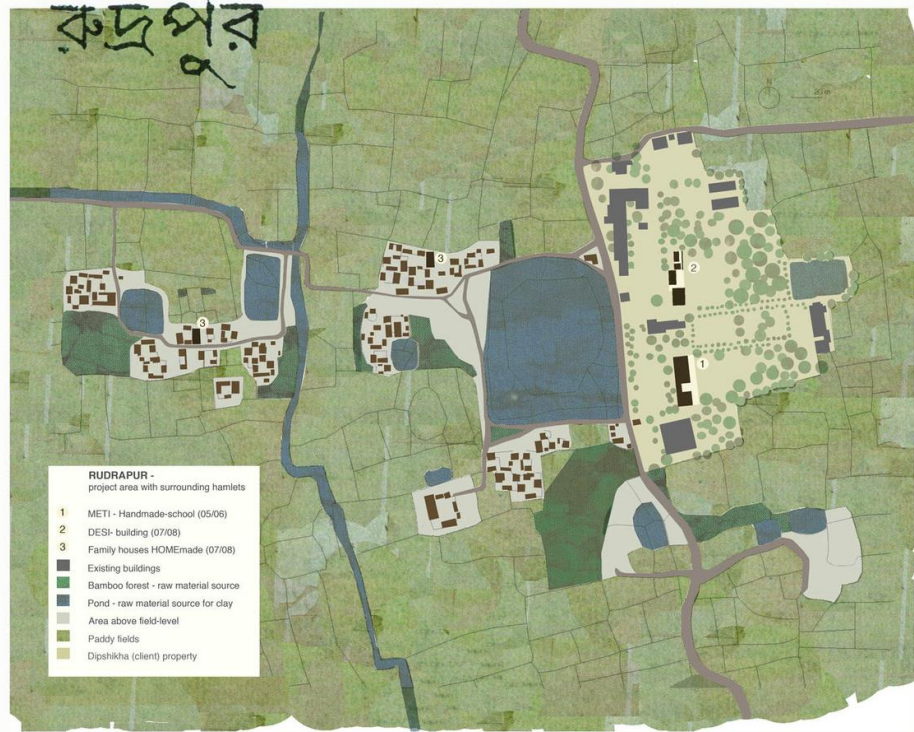 রুদ্রপুর
3
2
3
1
RUDRAPUR -
project area with surrounding hamlets
1 METI - Handmade-school (05/06)
2 DESI- building (07/08)
3 Family houses HOMEmade (07/08)
Existing buildings
Bamboo forest - raw material source
Pond - raw material source for clay
Area above field-level
Paddy fields
Dipshikha (client) property